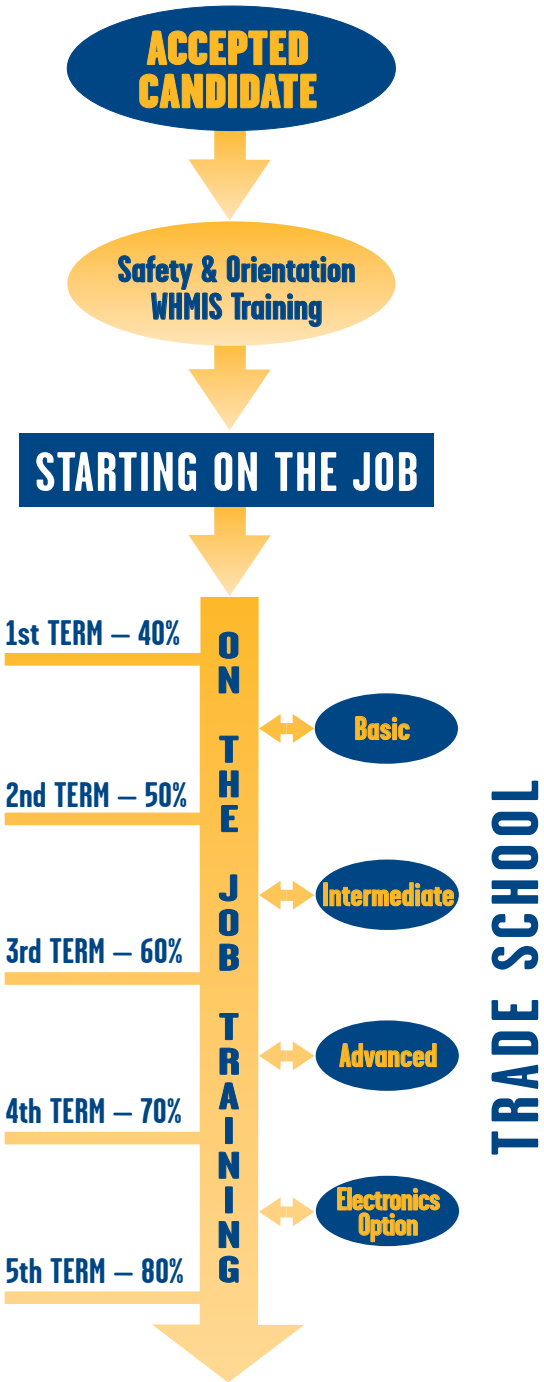 ACCEPTED
CANDIDATE
Safety & Orientation
WHMIS Training
STARTING ON THE JOB
ON THE JOB TRAINING
1st TERM – 40%
Basic
2nd TERM – 50%
Intermediate
3rd TERM – 60%
Advanced
4th TERM – 70%
Electronics
Option
5th TERM – 80%
TRADE SCHOOL